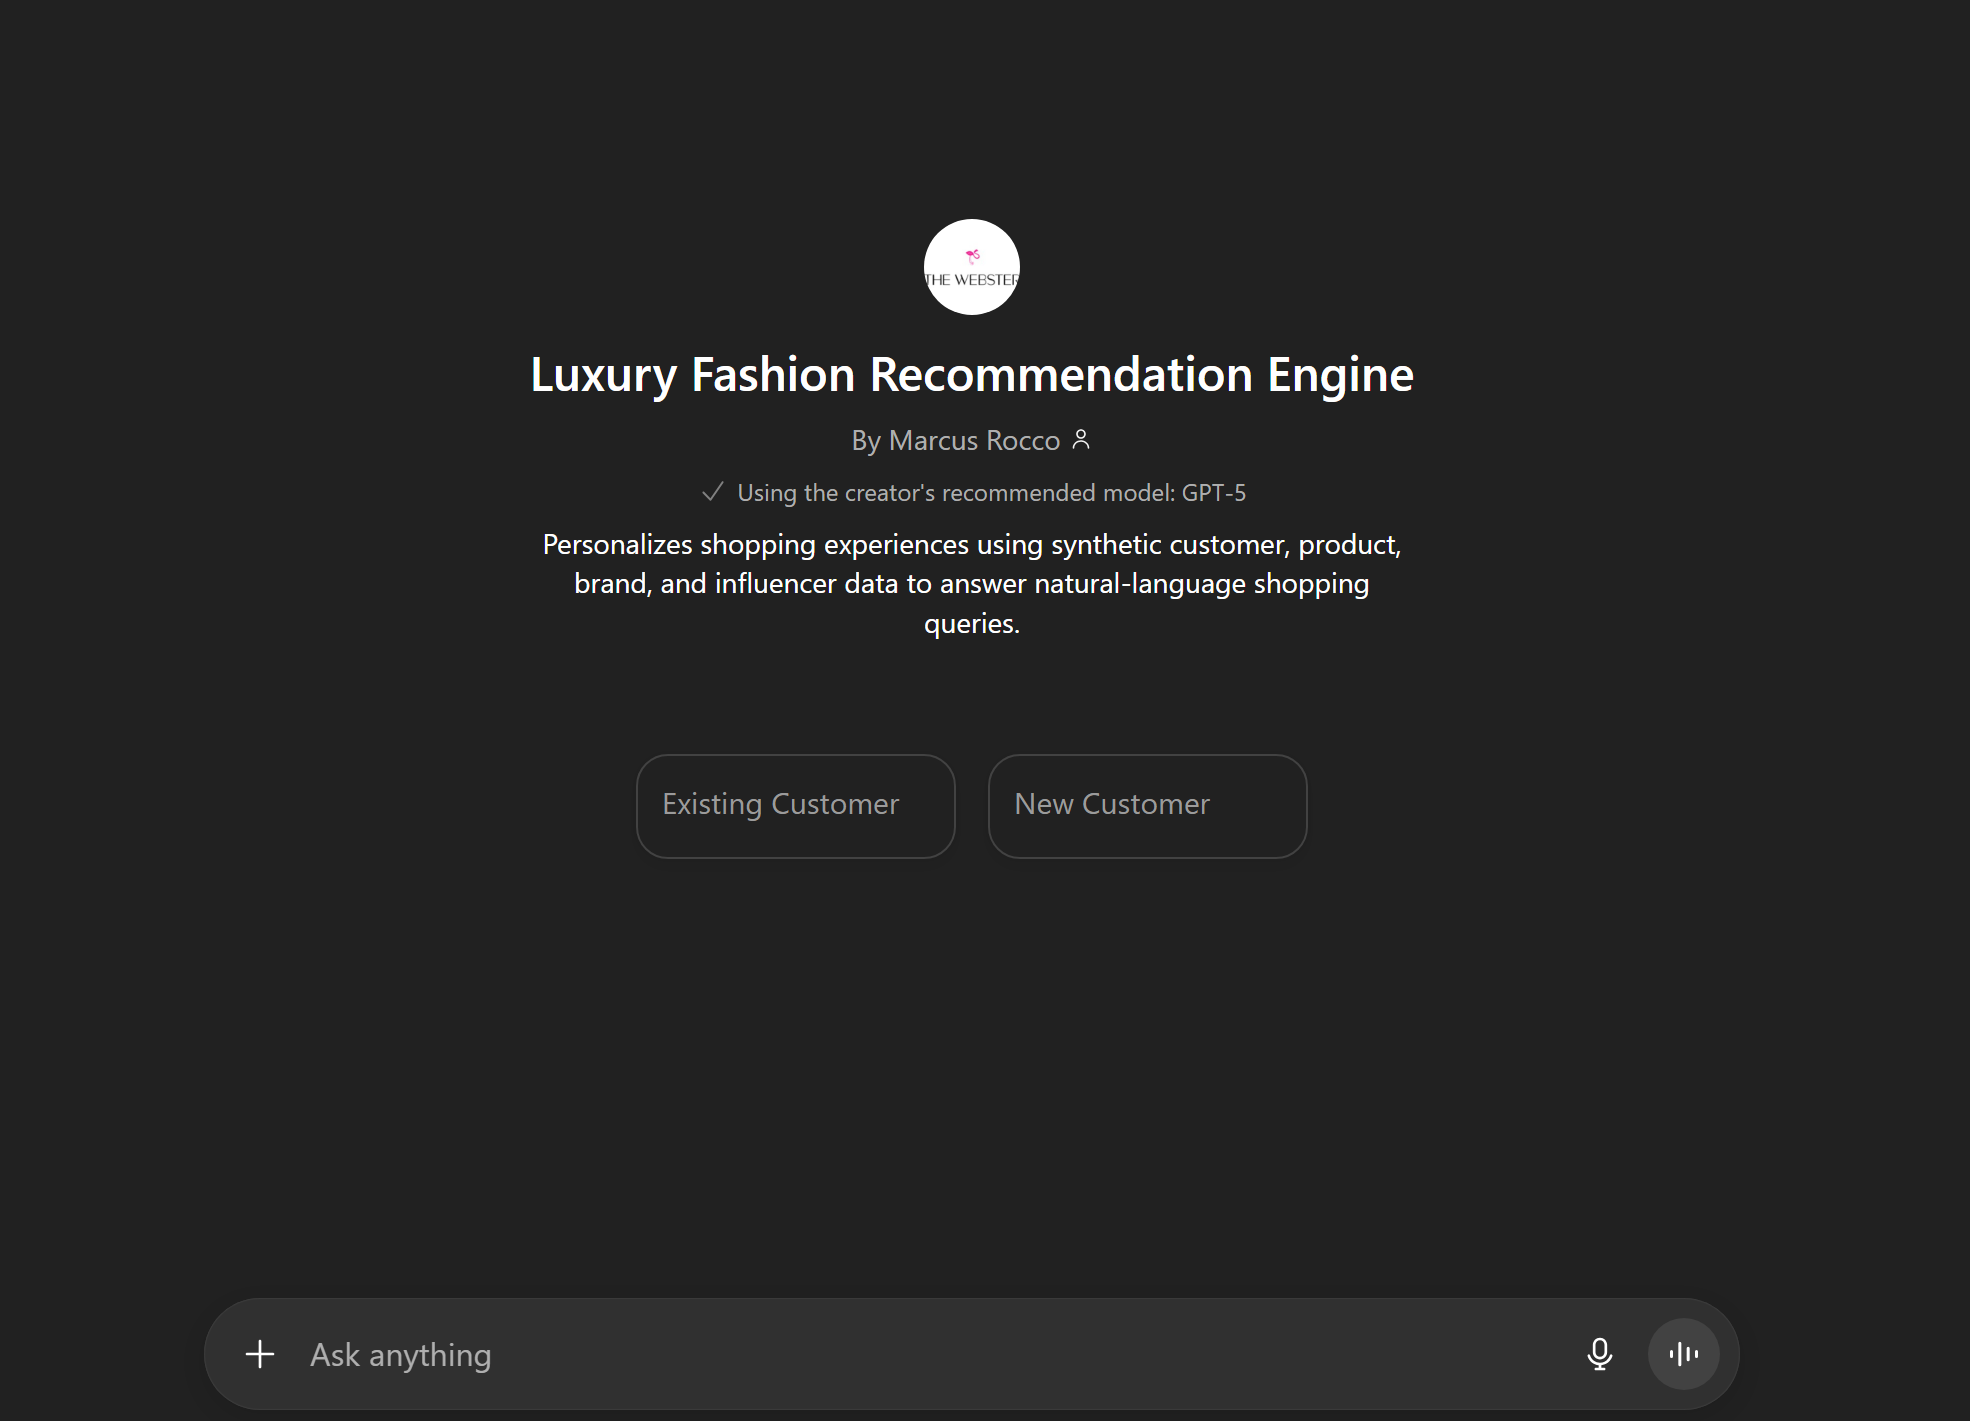 THE WEBSTER
Luxury Fashion Recommendation Engine
By Marcus Rocco
Using the creator's recommended model: GPT-5
Personalizes shopping experiences using synthetic customer, product,
brand, and influencer data to answer natural-language shopping
queries.
Existing Customer
New Customer
Ask anything